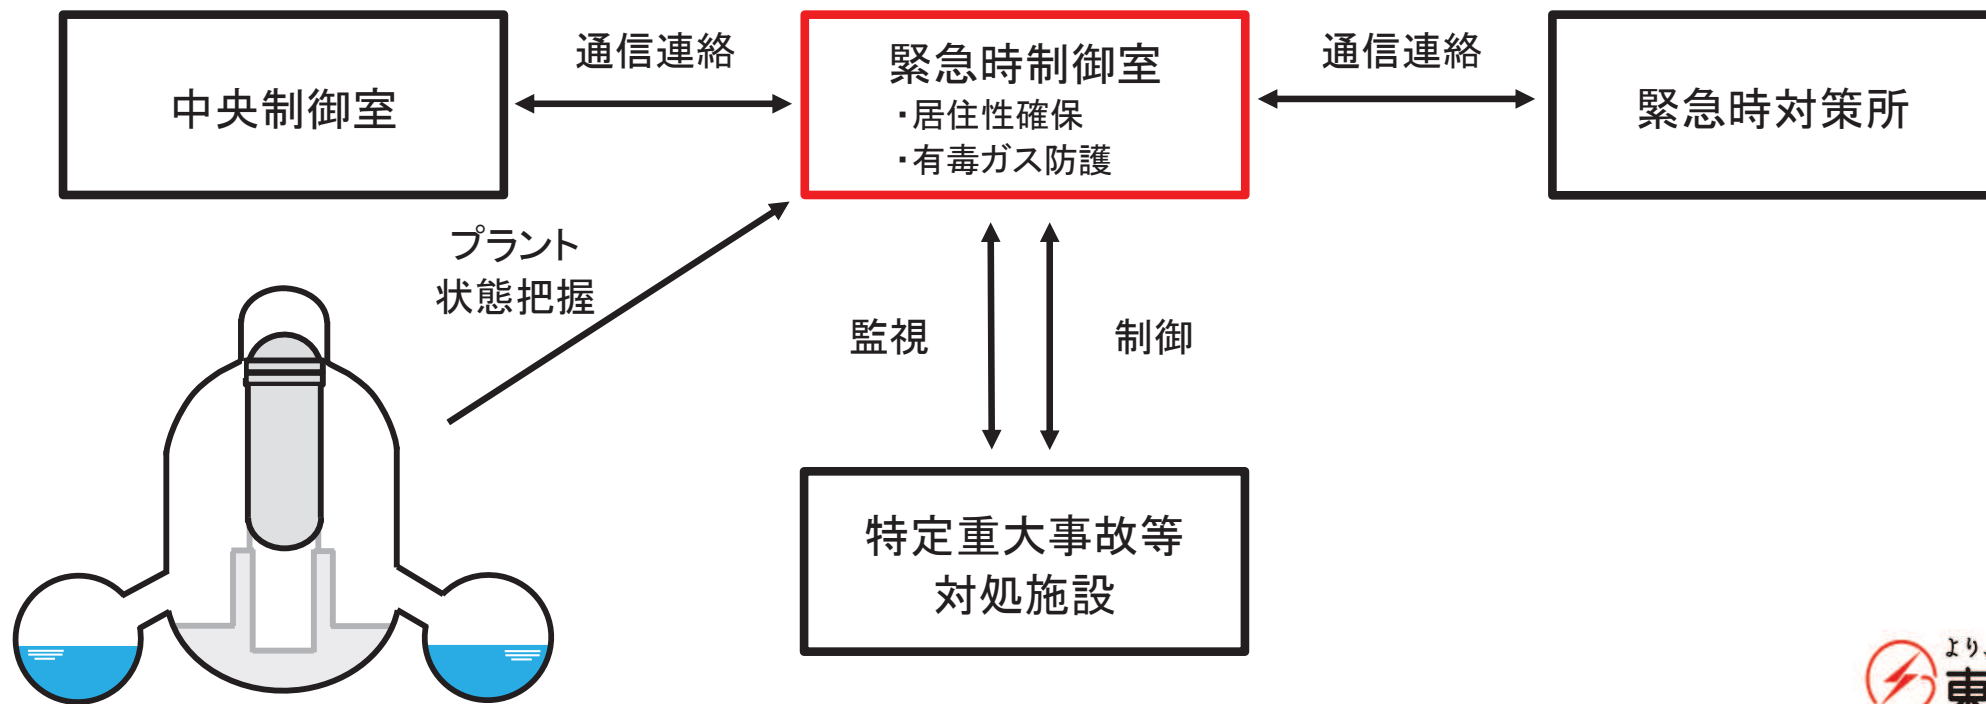 中央制御室
通信連絡
緊急時制御室
・居住性確保
・有毒ガス防護
通信連絡
緊急時対策所
プラント
状態把握
監視
制御
特定重大事故等
対処施設
より、
東